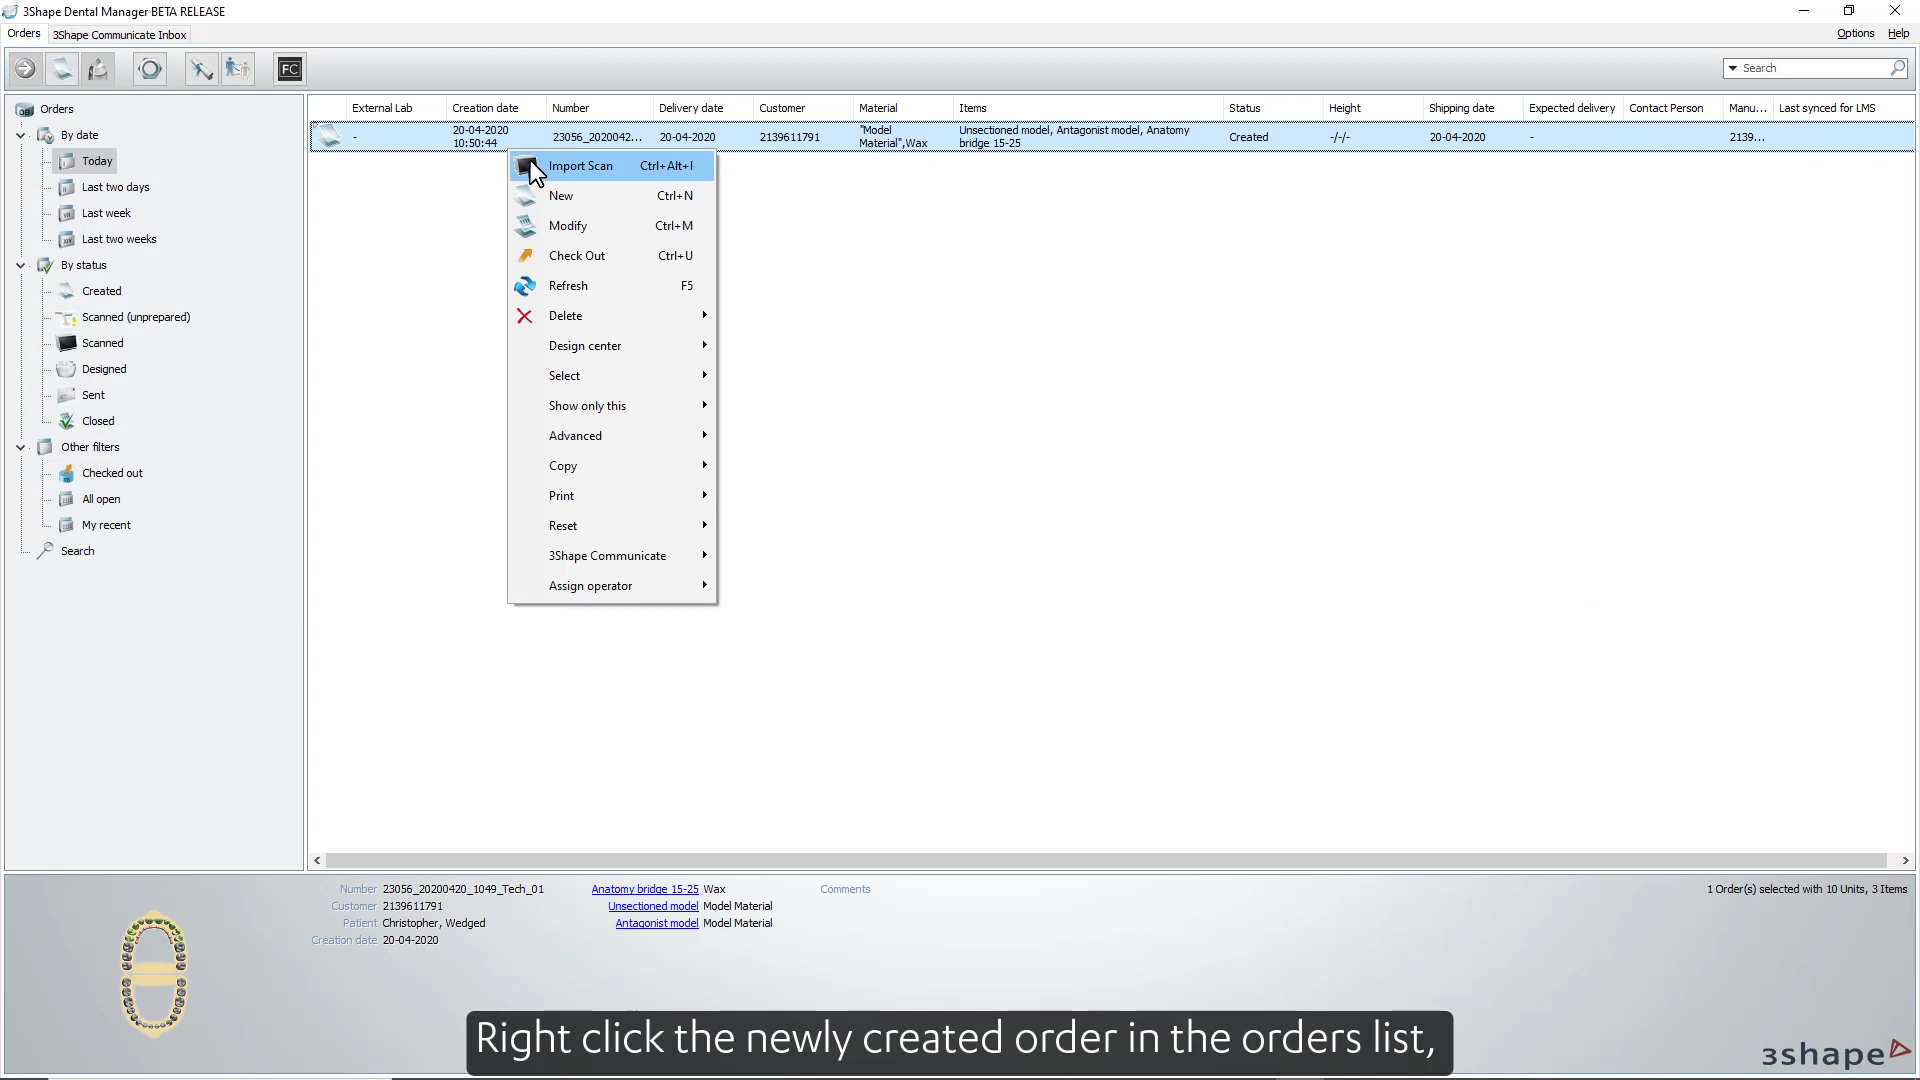 3Shape Dental Manager BETA RELEASE
Orders 3Shape Communicate Inbox Options Help
FC Search
Orders
By date
Today
Last two days
Last week
Last two weeks
By status
Created
Scanned (unprepared)
Scanned
Designed
Sent
Closed
Other filters
Checked out
All open
My recent
Search
External Lab Creation date Number Delivery date Customer Material Items Status Height Shipping date Expected delivery Contact Person Manu... Last synced for LMS
- 20-04-2020 10:50:44 23056_2020042... 20-04-2020 2139611791 "Model Material",Wax Unsectioned model, Antagonist model, Anatomy bridge 15-25 Created -/-/- 20-04-2020 - 2139...
Import Scan Ctrl+Alt+I
New Ctrl+N
Modify Ctrl+M
Check Out Ctrl+U
Refresh F5
Delete
Design center
Select
Show only this
Advanced
Copy
Print
Reset
3Shape Communicate
Assign operator
Number 23056_20200420_1049_Tech_01 Anatomy bridge 15-25 Wax Comments 1 Order(s) selected with 10 Units, 3 Items
Customer 2139611791 Unsectioned model Model Material
Patient Christopher, Wedged Antagonist model Model Material
Creation date 20-04-2020
Right click the newly created order in the orders list,
3shape